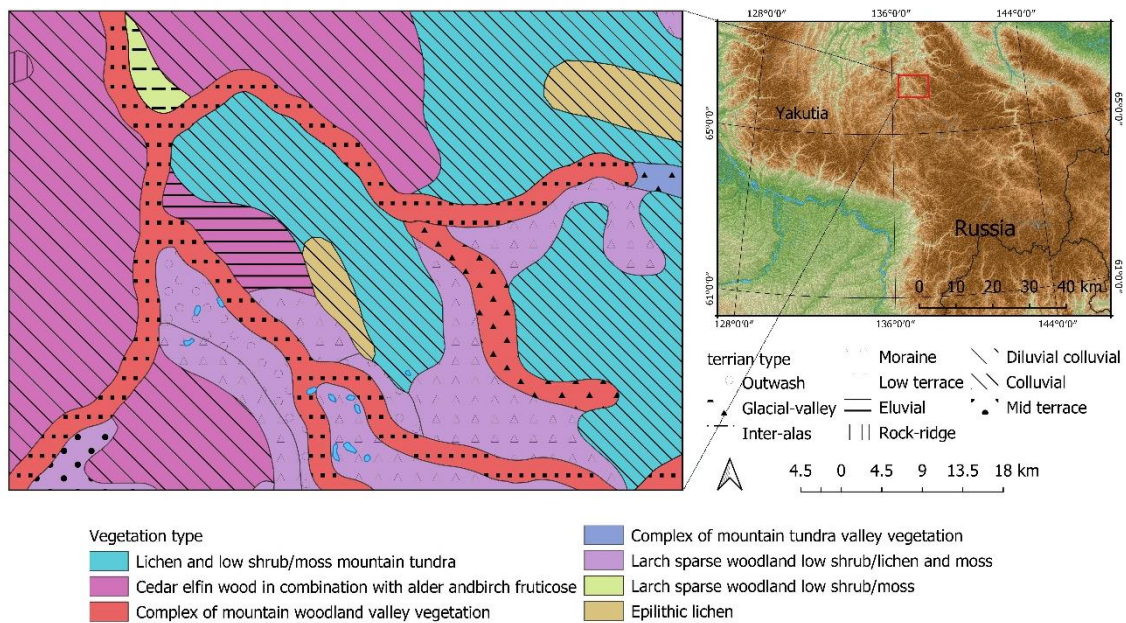 128°0'0" 136°0'0" 144°0'0"
65°0'0"
65°0'0"
Yakutia
Russia
61°0'0"
61°0'0"
0 10 20 30 40 km
128°0'0" 136°0'0" 144°0'0"
terrian type
Outwash
Glacial-valley
Inter-alas
Moraine
Low terrace
Eluvial
Rock-ridge
Diluvial colluvial
Colluvial
Mid terrace
4.5 0 4.5 9 13.5 18 km
Vegetation type
Lichen and low shrub/moss mountain tundra
Cedar elfin wood in combination with alder andbirch fruticose
Complex of mountain woodland valley vegetation
Complex of mountain tundra valley vegetation
Larch sparse woodland low shrub/lichen and moss
Larch sparse woodland low shrub/moss
Epilithic lichen